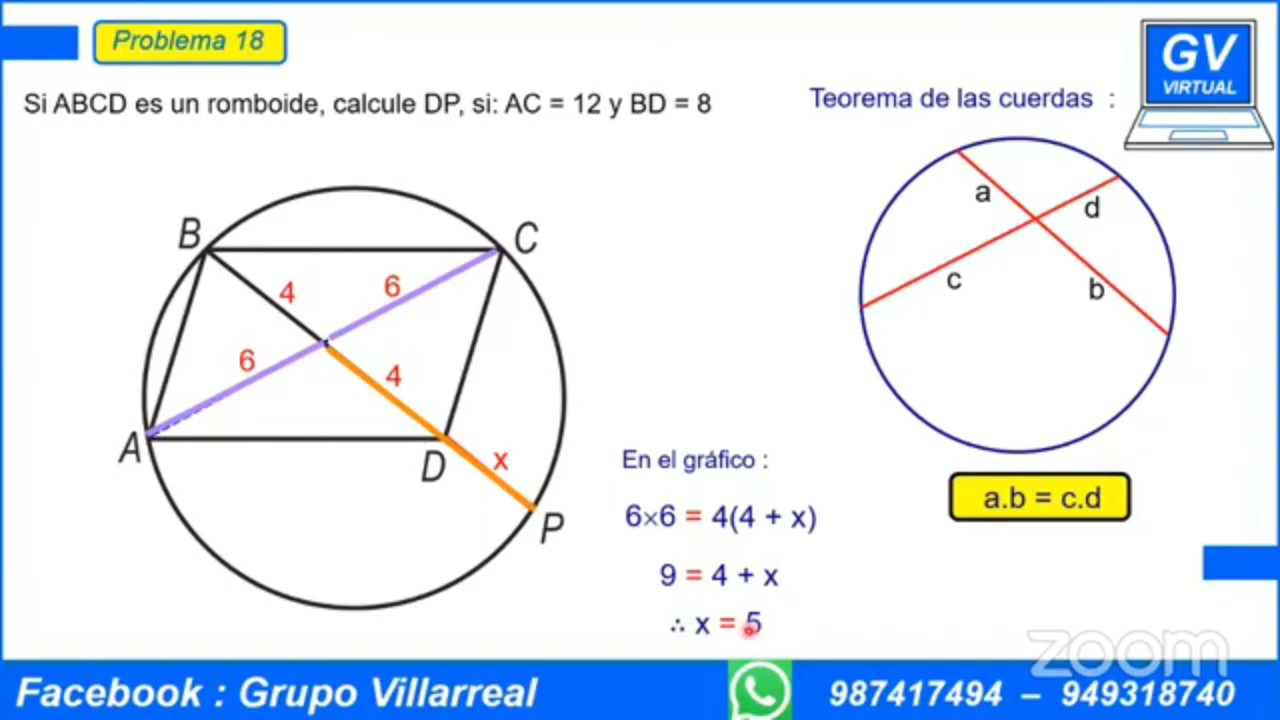 Problema 18
GV
VIRTUAL
Si ABCD es un romboide, calcule DP, si: AC = 12 y BD = 8
Teorema de las cuerdas :
B
C
4
6
6
4
A
D
x
P
a
d
c
b
a.b = c.d
En el gráfico :
6×6 = 4(4 + x)
9 = 4 + x
∴ x = 5
zoom
Facebook : Grupo Villarreal
987417494 – 949318740